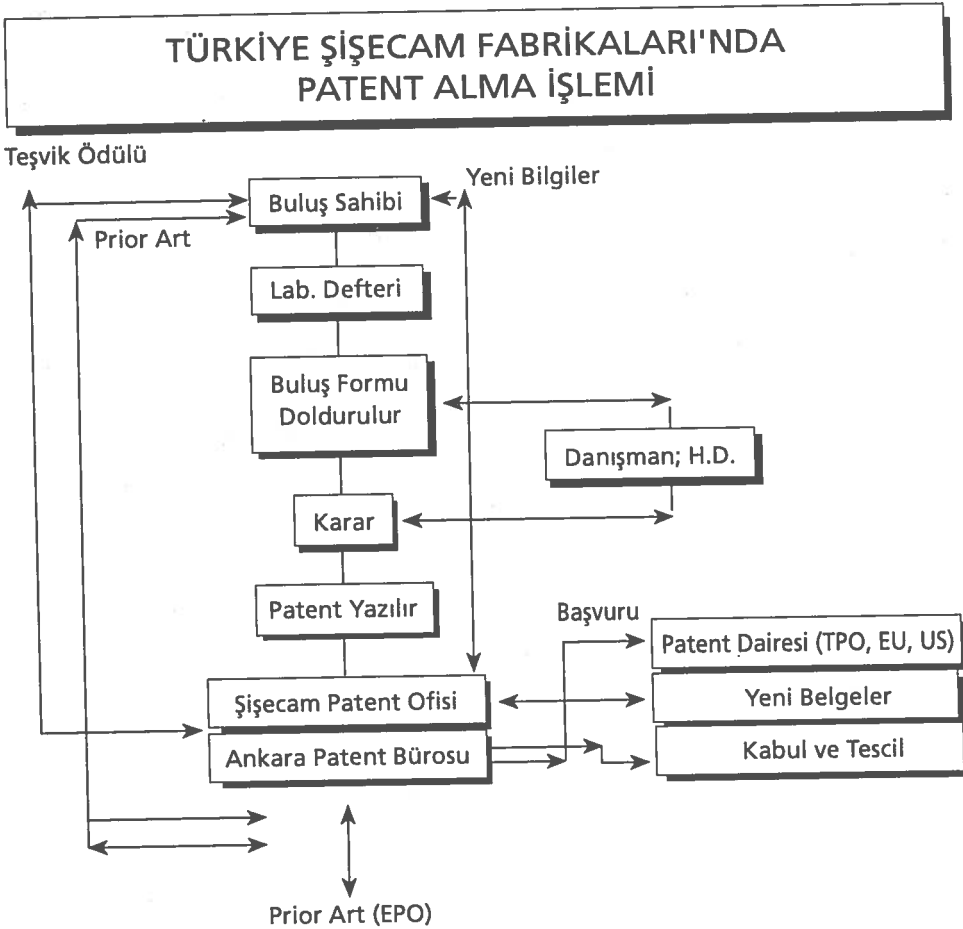 TÜRKİYE ŞİŞECAM FABRİKALARI'NDA
PATENT ALMA İŞLEMİ
Teşvik Ödülü
Yeni Bilgiler
Buluş Sahibi
Prior Art
Lab. Defteri
Buluş Formu
Doldurulur
Danışman; H.D.
Karar
Patent Yazılır
Başvuru
Patent Dairesi (TPO, EU, US)
Şişecam Patent Ofisi
Yeni Belgeler
Ankara Patent Bürosu
Kabul ve Tescil
Prior Art (EPO)